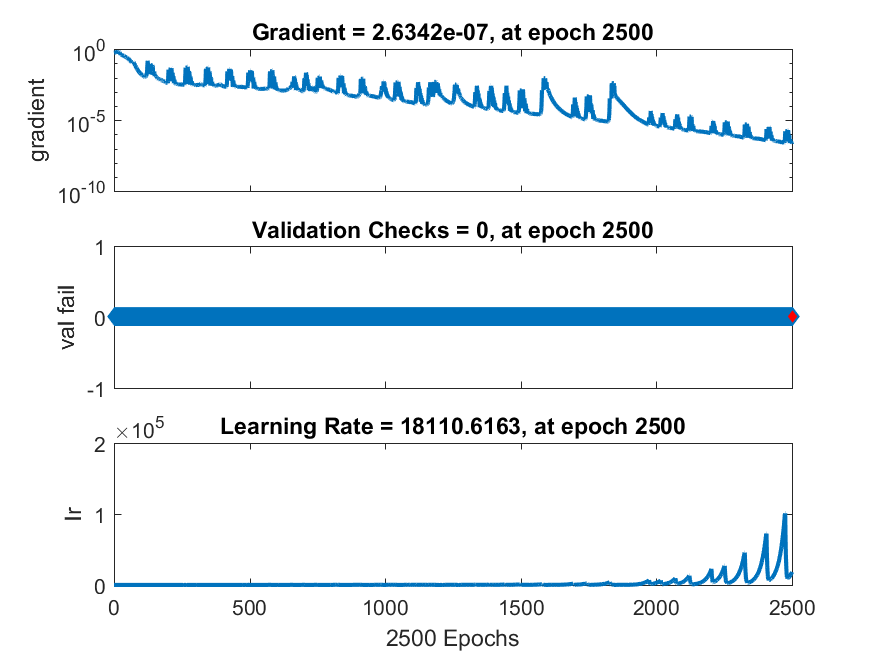 Gradient = 2.6342e-07, at epoch 2500
10^0
10^-5
10^-10
gradient
Validation Checks = 0, at epoch 2500
1
0
-1
val fail
Learning Rate = 18110.6163, at epoch 2500
×10^5
2
1
0
lr
0 500 1000 1500 2000 2500
2500 Epochs